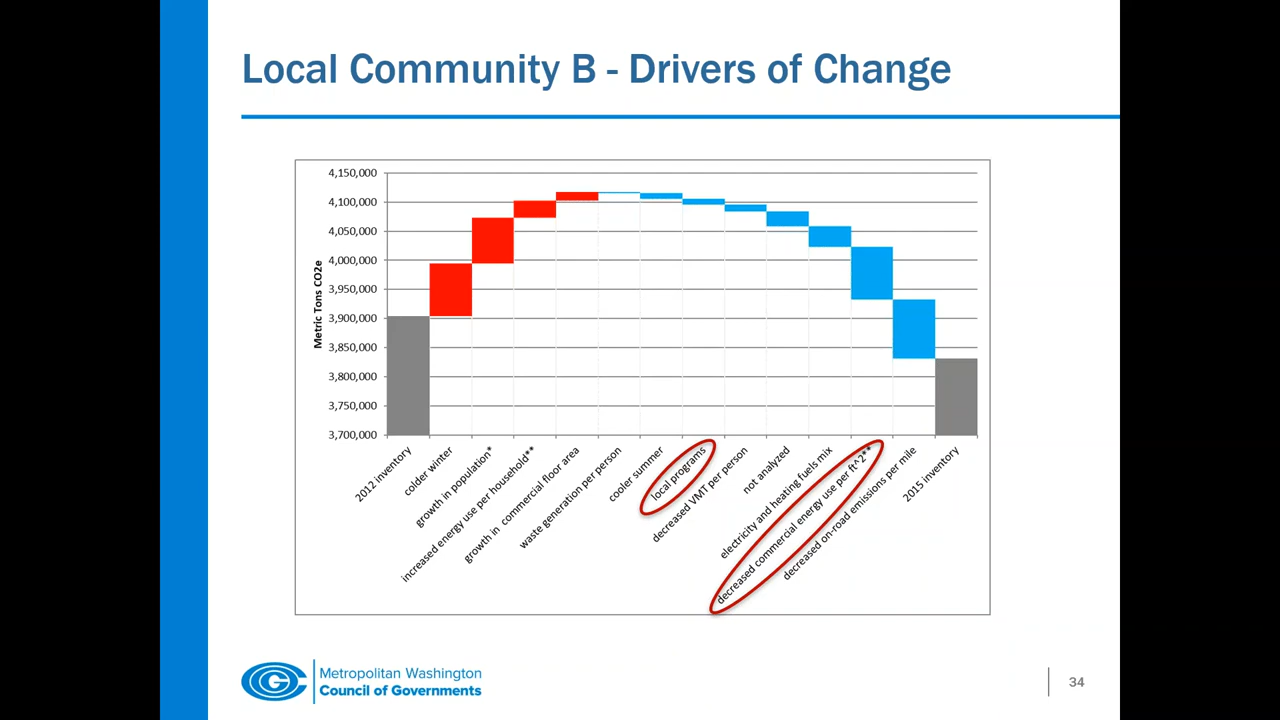 Local Community B - Drivers of Change
4,150,000
4,100,000
4,050,000
4,000,000
3,950,000
3,900,000
3,850,000
3,800,000
3,750,000
3,700,000
Metric Tons CO2e
2012 inventory
colder winter
growth in population*
increased energy use per household**
growth in commercial floor area
waste generation per person
cooler summer
local programs
decreased VMT per person
not analyzed
electricity and heating fuels mix
decreased commercial energy use per ft^2**
decreased on-road emissions per mile
2015 inventory
Metropolitan Washington
Council of Governments
34